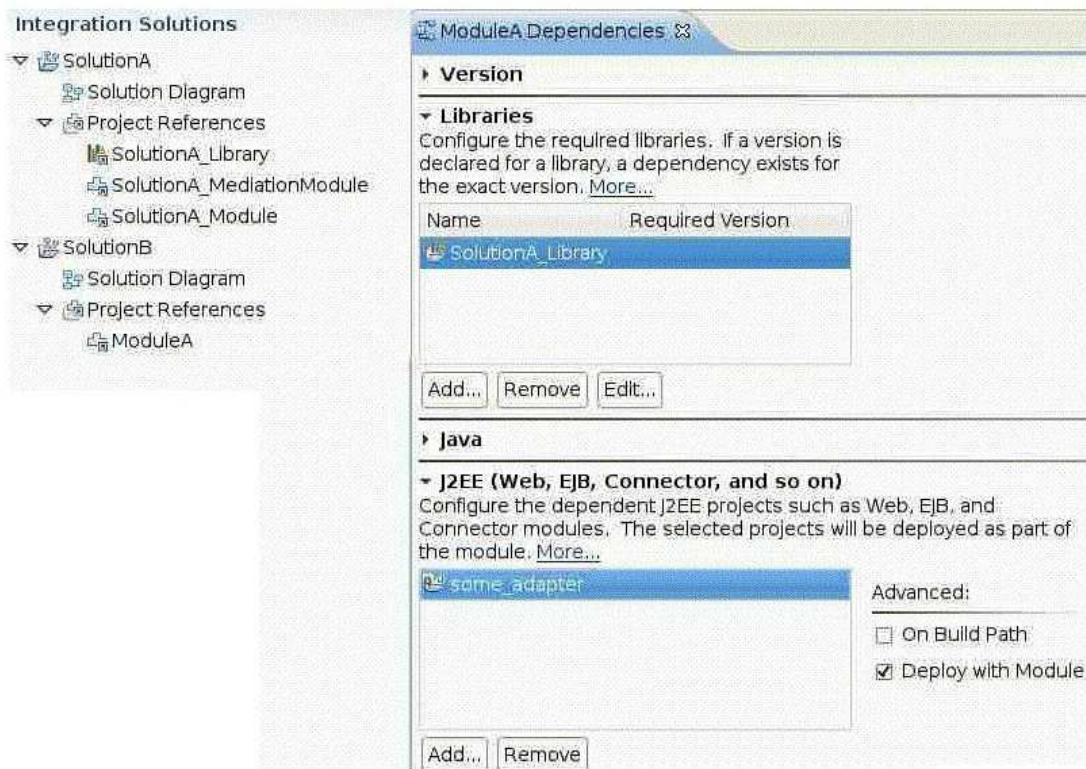 Integration Solutions
SolutionA
Solution Diagram
Project References
SolutionA_Library
SolutionA_MediationModule
SolutionA_Module
SolutionB
Solution Diagram
Project References
ModuleA
ModuleA Dependencies
Version
Libraries
Configure the required libraries. If a version is
declared for a library, a dependency exists for
the exact version. More...
Name Required Version
SolutionA_Library
Add... Remove Edit...
Java
J2EE (Web, EJB, Connector, and so on)
Configure the dependent J2EE projects such as Web, EJB, and
Connector modules. The selected projects will be deployed as part of
the module. More...
some_adapter
Advanced:
On Build Path
Deploy with Module
Add... Remove